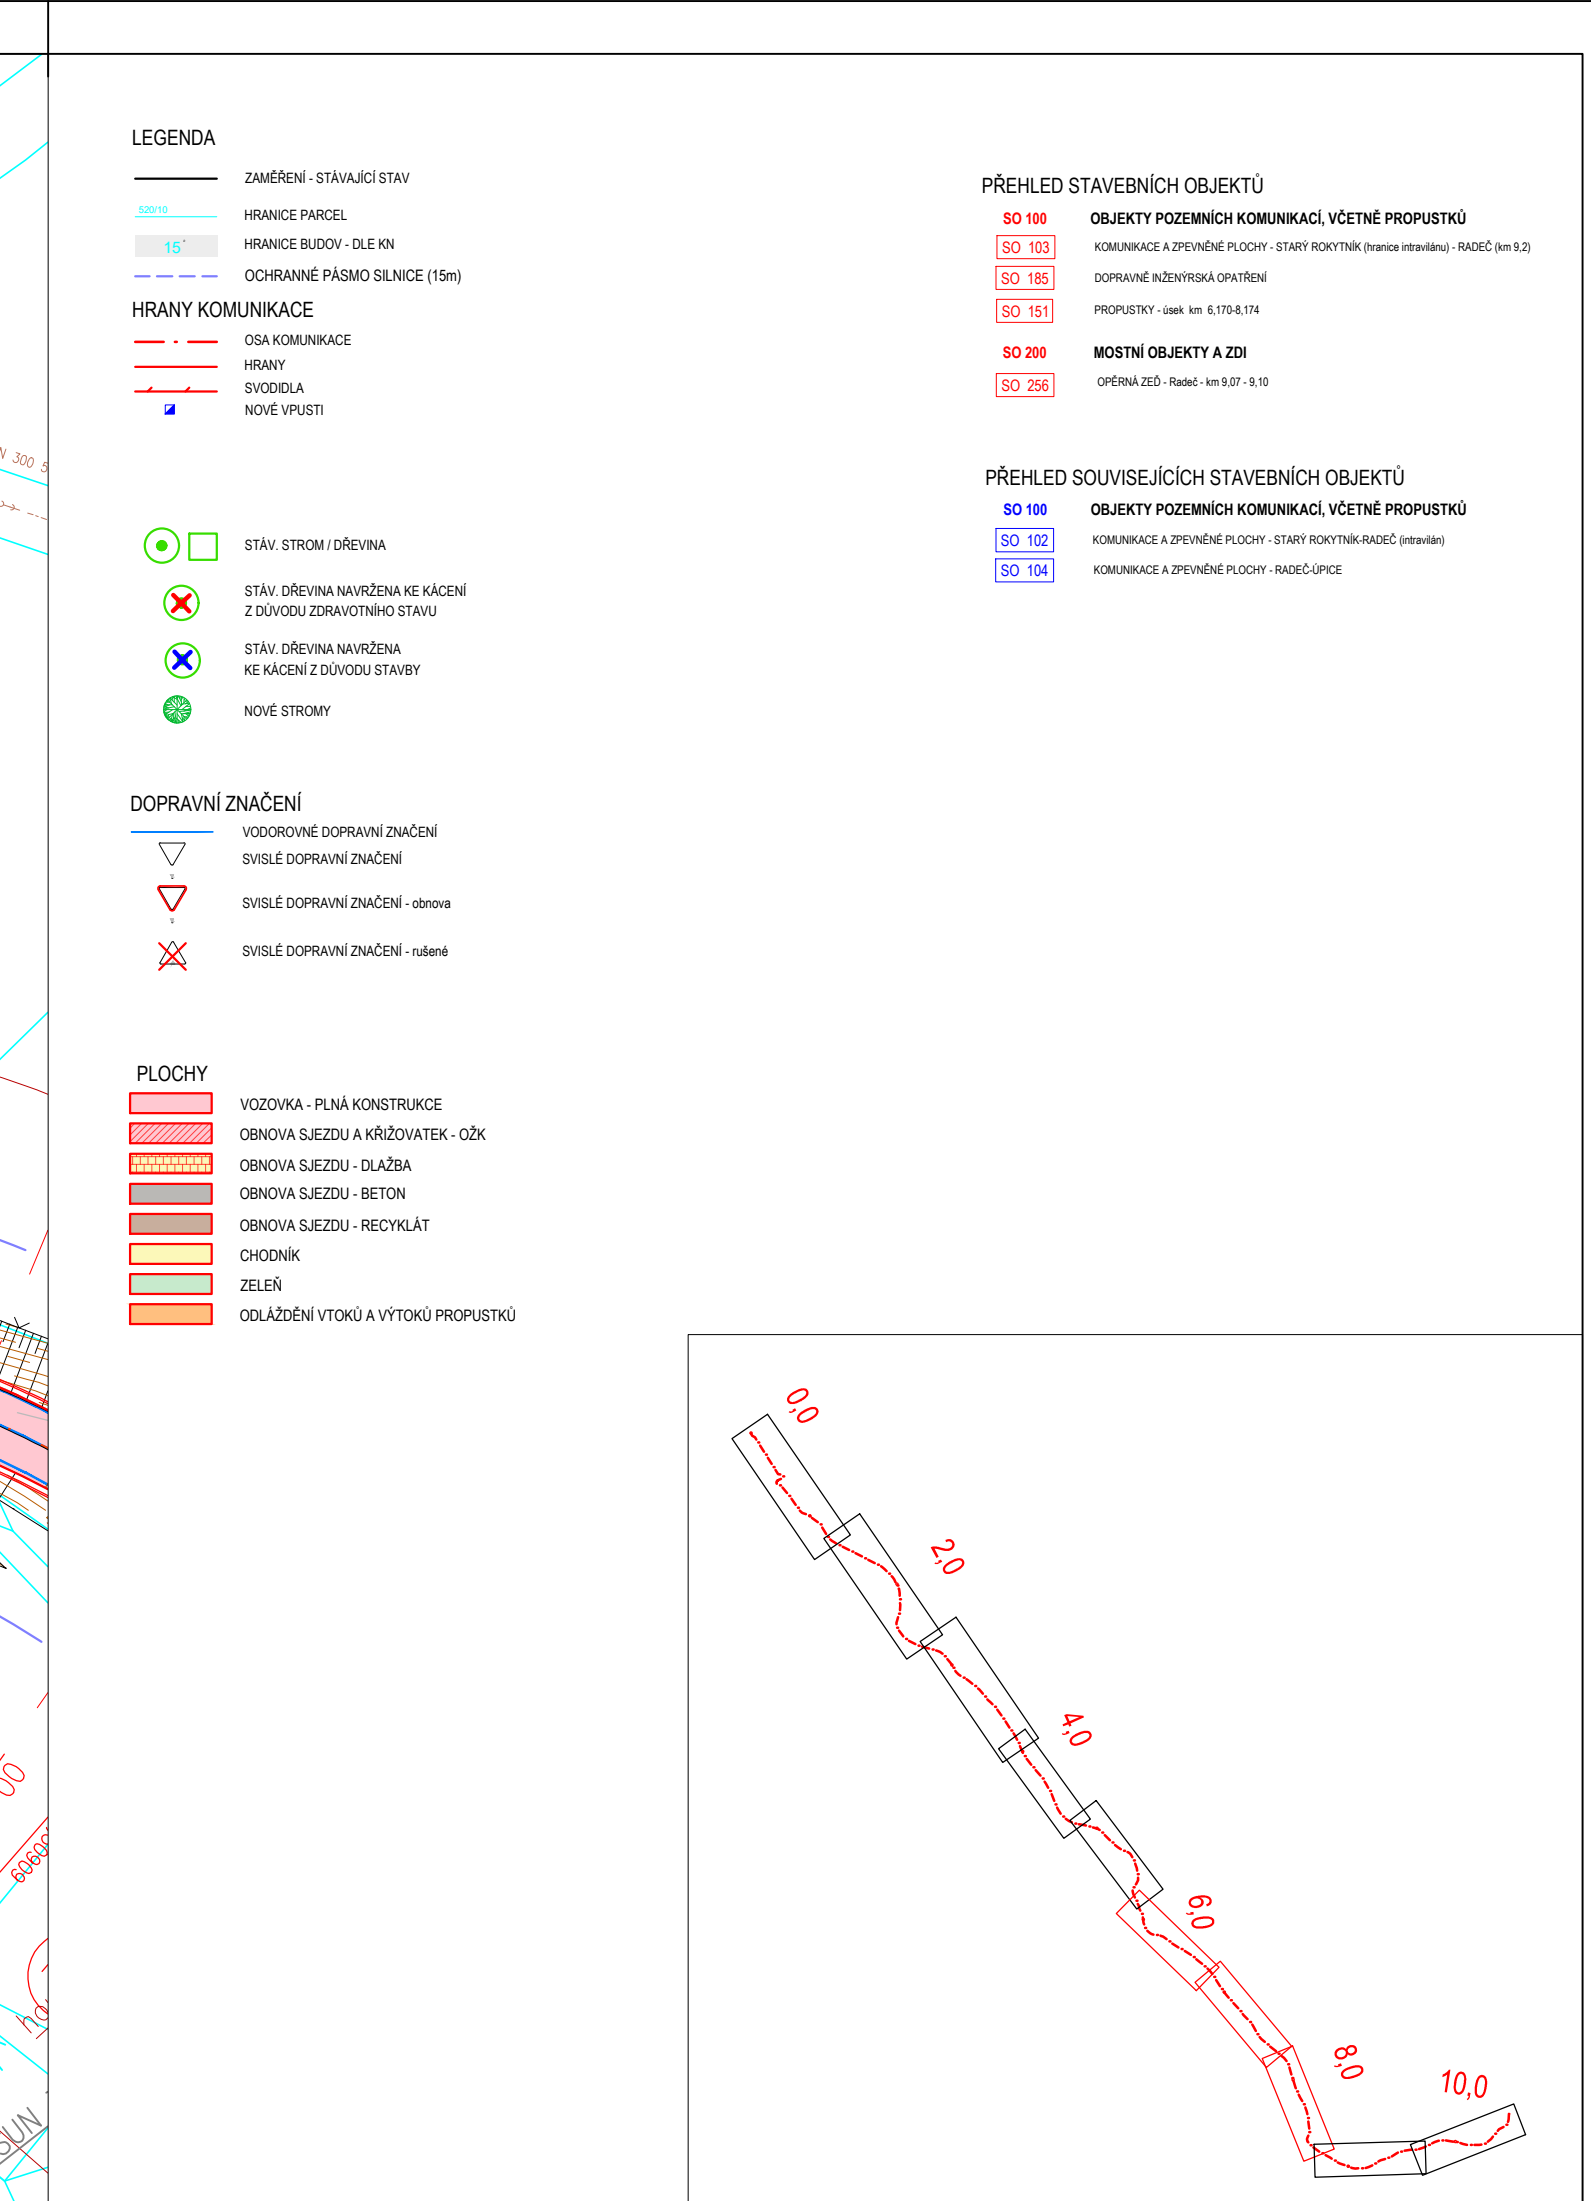 LEGENDA
ZAMĚŘENÍ - STÁVAJÍCÍ STAV
520/10
HRANICE PARCEL
15
HRANICE BUDOV - DLE KN
OCHRANNÉ PÁSMO SILNICE (15m)
HRANY KOMUNIKACE
OSA KOMUNIKACE
HRANY
SVODIDLA
NOVÉ VPUSTI
STÁV. STROM / DŘEVINA
STÁV. DŘEVINA NAVRŽENA KE KÁCENÍ
Z DŮVODU ZDRAVOTNÍHO STAVU
STÁV. DŘEVINA NAVRŽENA
KE KÁCENÍ Z DŮVODU STAVBY
NOVÉ STROMY
DOPRAVNÍ ZNAČENÍ
VODOROVNÉ DOPRAVNÍ ZNAČENÍ
SVISLÉ DOPRAVNÍ ZNAČENÍ
SVISLÉ DOPRAVNÍ ZNAČENÍ - obnova
SVISLÉ DOPRAVNÍ ZNAČENÍ - rušené
PLOCHY
VOZOVKA - PLNÁ KONSTRUKCE
OBNOVA SJEZDU A KŘIŽOVATEK - OŽK
OBNOVA SJEZDU - DLAŽBA
OBNOVA SJEZDU - BETON
OBNOVA SJEZDU - RECYKLÁT
CHODNÍK
ZELEŇ
ODLÁŽDĚNÍ VTOKŮ A VÝTOKŮ PROPUSTKŮ
PŘEHLED STAVEBNÍCH OBJEKTŮ
SO 100 OBJEKTY POZEMNÍCH KOMUNIKACÍ, VČETNĚ PROPUSTKŮ
SO 103 KOMUNIKACE A ZPEVNĚNÉ PLOCHY - STARÝ ROKYTNÍK (hranice intravilánu) - RADEČ (km 9,2)
SO 185 DOPRAVNĚ INŽENÝRSKÁ OPATŘENÍ
SO 151 PROPUSTKY - úsek km 6,170-8,174
SO 200 MOSTNÍ OBJEKTY A ZDI
SO 256 OPĚRNÁ ZEĎ - Radeč - km 9,07 - 9,10
PŘEHLED SOUVISEJÍCÍCH STAVEBNÍCH OBJEKTŮ
SO 100 OBJEKTY POZEMNÍCH KOMUNIKACÍ, VČETNĚ PROPUSTKŮ
SO 102 KOMUNIKACE A ZPEVNĚNÉ PLOCHY - STARÝ ROKYTNÍK-RADEČ (intravilán)
SO 104 KOMUNIKACE A ZPEVNĚNÉ PLOCHY - RADEČ-ÚPICE
0,0
2,0
4,0
6,0
8,0
10,0
300